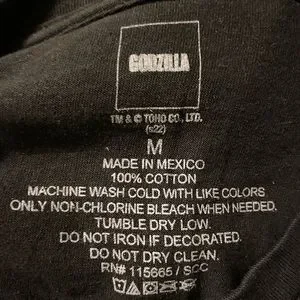 GODZILLA
TM & © TOHO CO., LTD.
(s22)
M
MADE IN MEXICO
100% COTTON
MACHINE WASH COLD WITH LIKE COLORS
ONLY NON-CHLORINE BLEACH WHEN NEEDED.
TUMBLE DRY LOW.
DO NOT IRON IF DECORATED.
DO NOT DRY CLEAN.
RN# 115665 / SCC